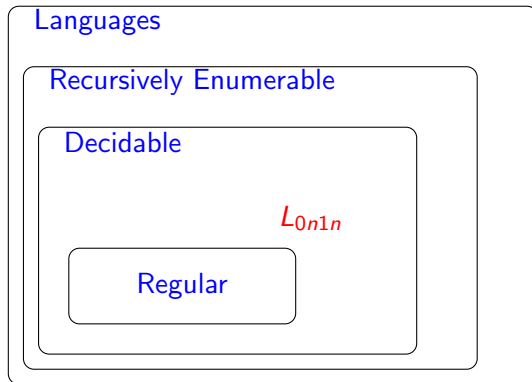 Languages
Recursively Enumerable
Decidable
L0n1n
Regular